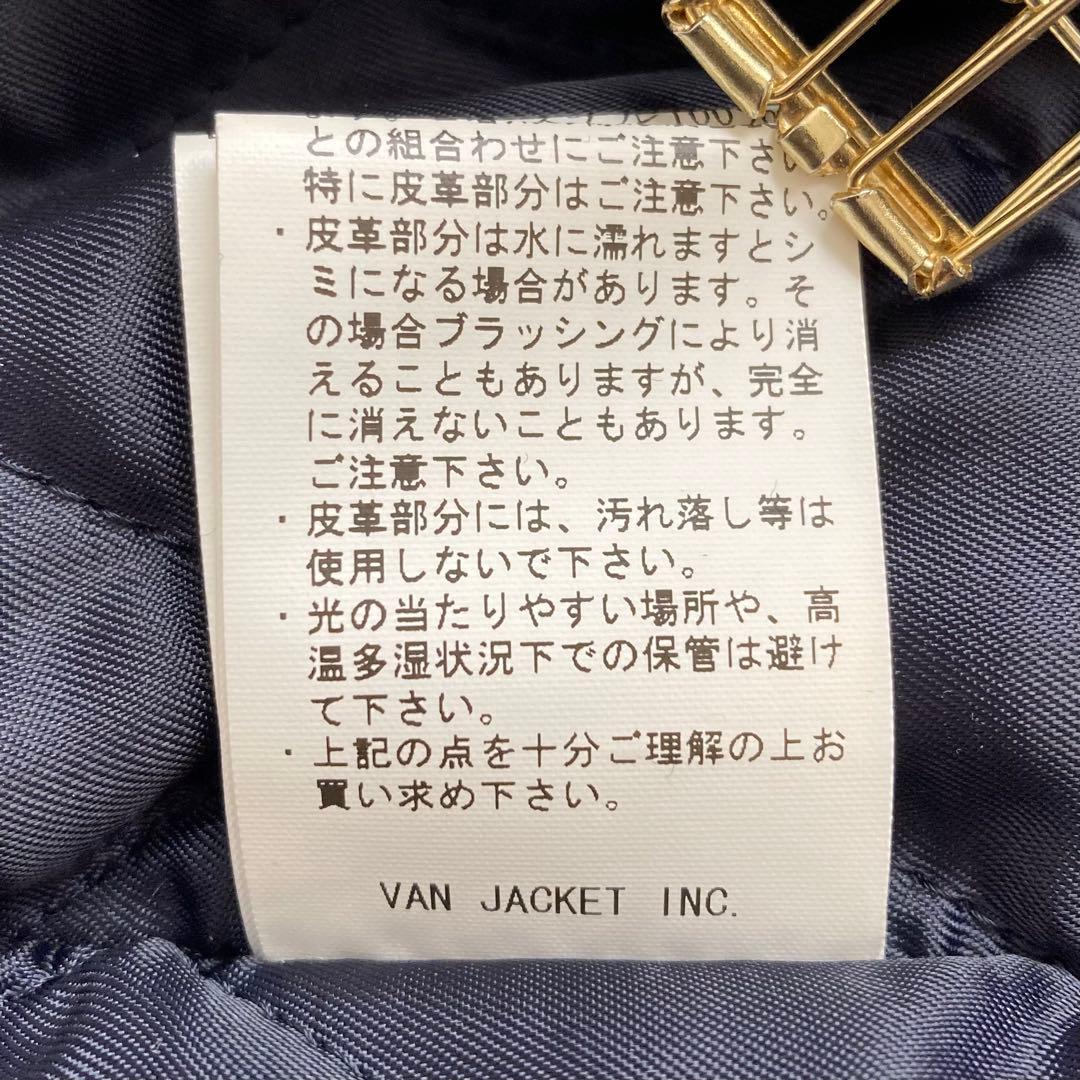 との組合わせにご注意下さい
特に皮革部分はご注意下さい。
・皮革部分は水に濡れますとシ
ミになる場合があります。そ
の場合ブラッシングにより消
えることもありますが、完全
に消えないこともあります。
ご注意下さい。
・皮革部分には、汚れ落し等は
使用しないで下さい。
・光の当たりやすい場所や、高
温多湿状況下での保管は避け
て下さい。
・上記の点を十分ご理解の上お
買い求め下さい。
VAN JACKET INC.